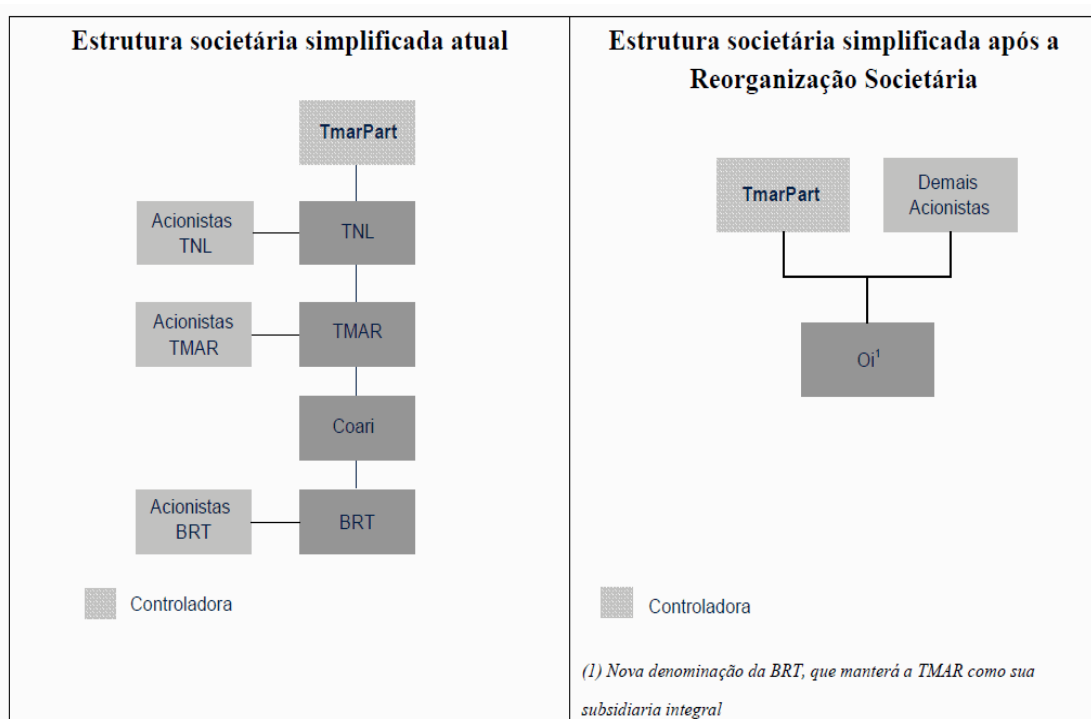 Estrutura societária simplificada atual
TmarPart
Acionistas
TNL
TNL
Acionistas
TMAR
TMAR
Coari
Acionistas
BRT
BRT
Controladora
Estrutura societária simplificada após a
Reorganização Societária
TmarPart
Demais
Acionistas
Oi¹
Controladora
(1) Nova denominação da BRT, que manterá a TMAR como sua
subsidiaria integral